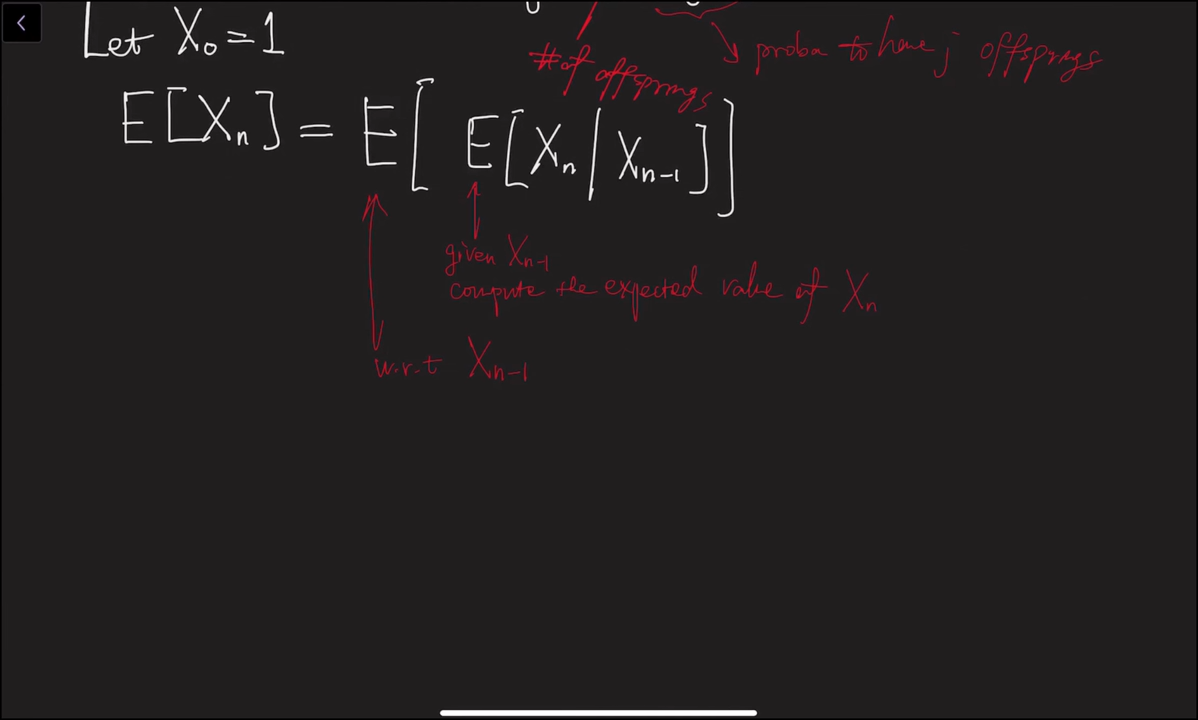 Let X₀ = 1
# of offsprings
proba to have j offsprings
E[Xₙ] = E[ E[Xₙ | Xₙ₋₁] ]
given Xₙ₋₁
compute the expected value of Xₙ
w.r.t Xₙ₋₁